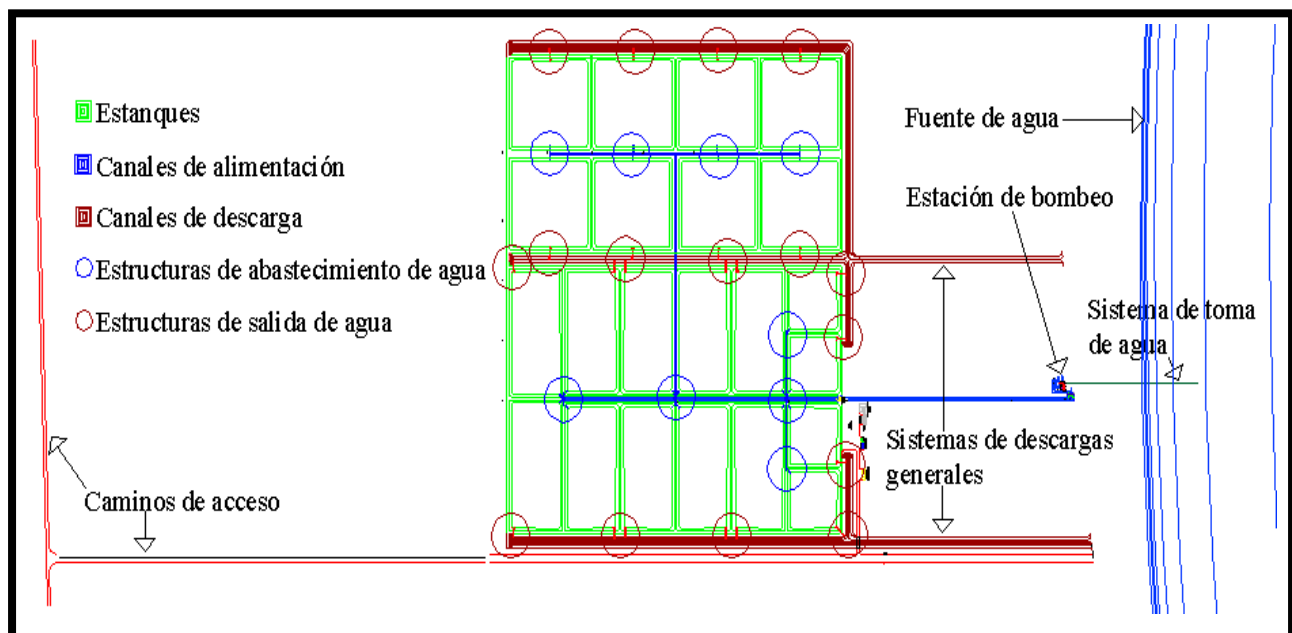 Estanques
Canales de alimentación
Canales de descarga
Estructuras de abastecimiento de agua
Estructuras de salida de agua
Caminos de acceso
Fuente de agua
Estación de bombeo
Sistema de toma
de agua
Sistemas de descargas
generales